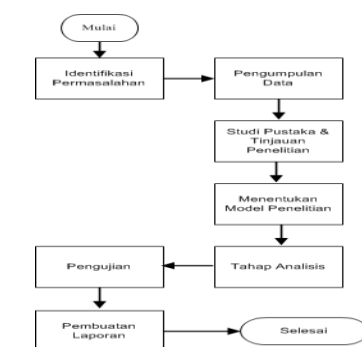 Mulai
Identifikasi
Permasalahan
Pengumpulan
Data
Studi Pustaka &
Tinjauan
Penelitian
Menentukan
Model Penelitian
Tahap Analisis
Pengujian
Pembuatan
Laporan
Selesai